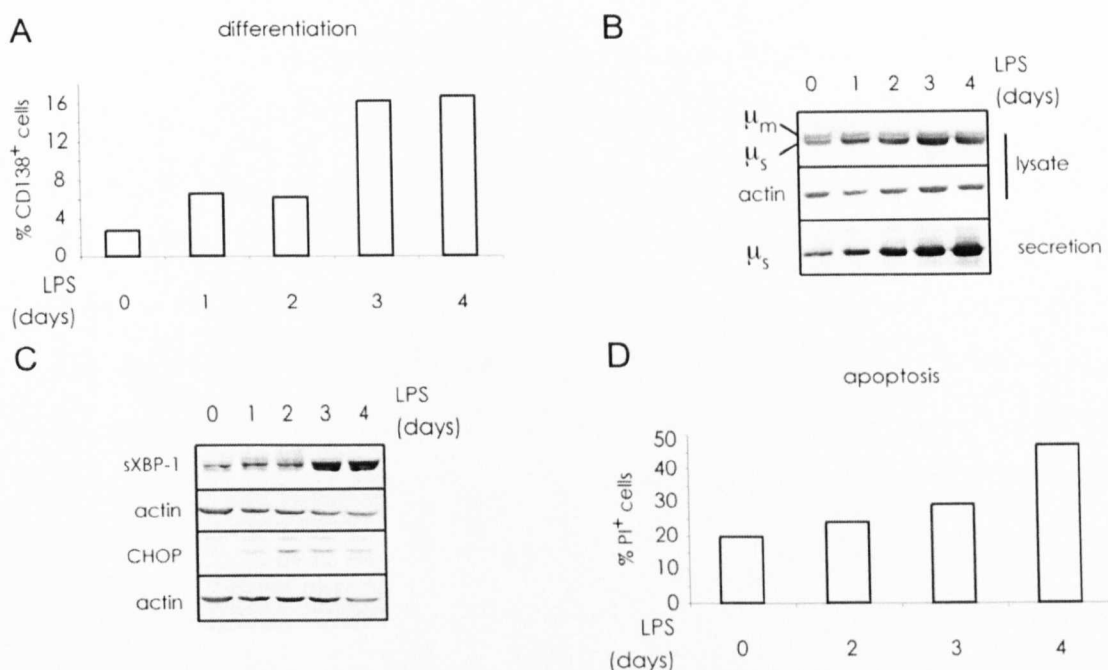 A
differentiation
% CD138+ cells
16
12
8
4
0
LPS
(days)
0 1 2 3 4
B
LPS
(days)
0 1 2 3 4
μm
μs
actin
lysate
μs
secretion
C
LPS
(days)
0 1 2 3 4
sXBP-1
actin
CHOP
actin
D
apoptosis
% PI+ cells
50
40
30
20
10
0
LPS
(days)
0 2 3 4